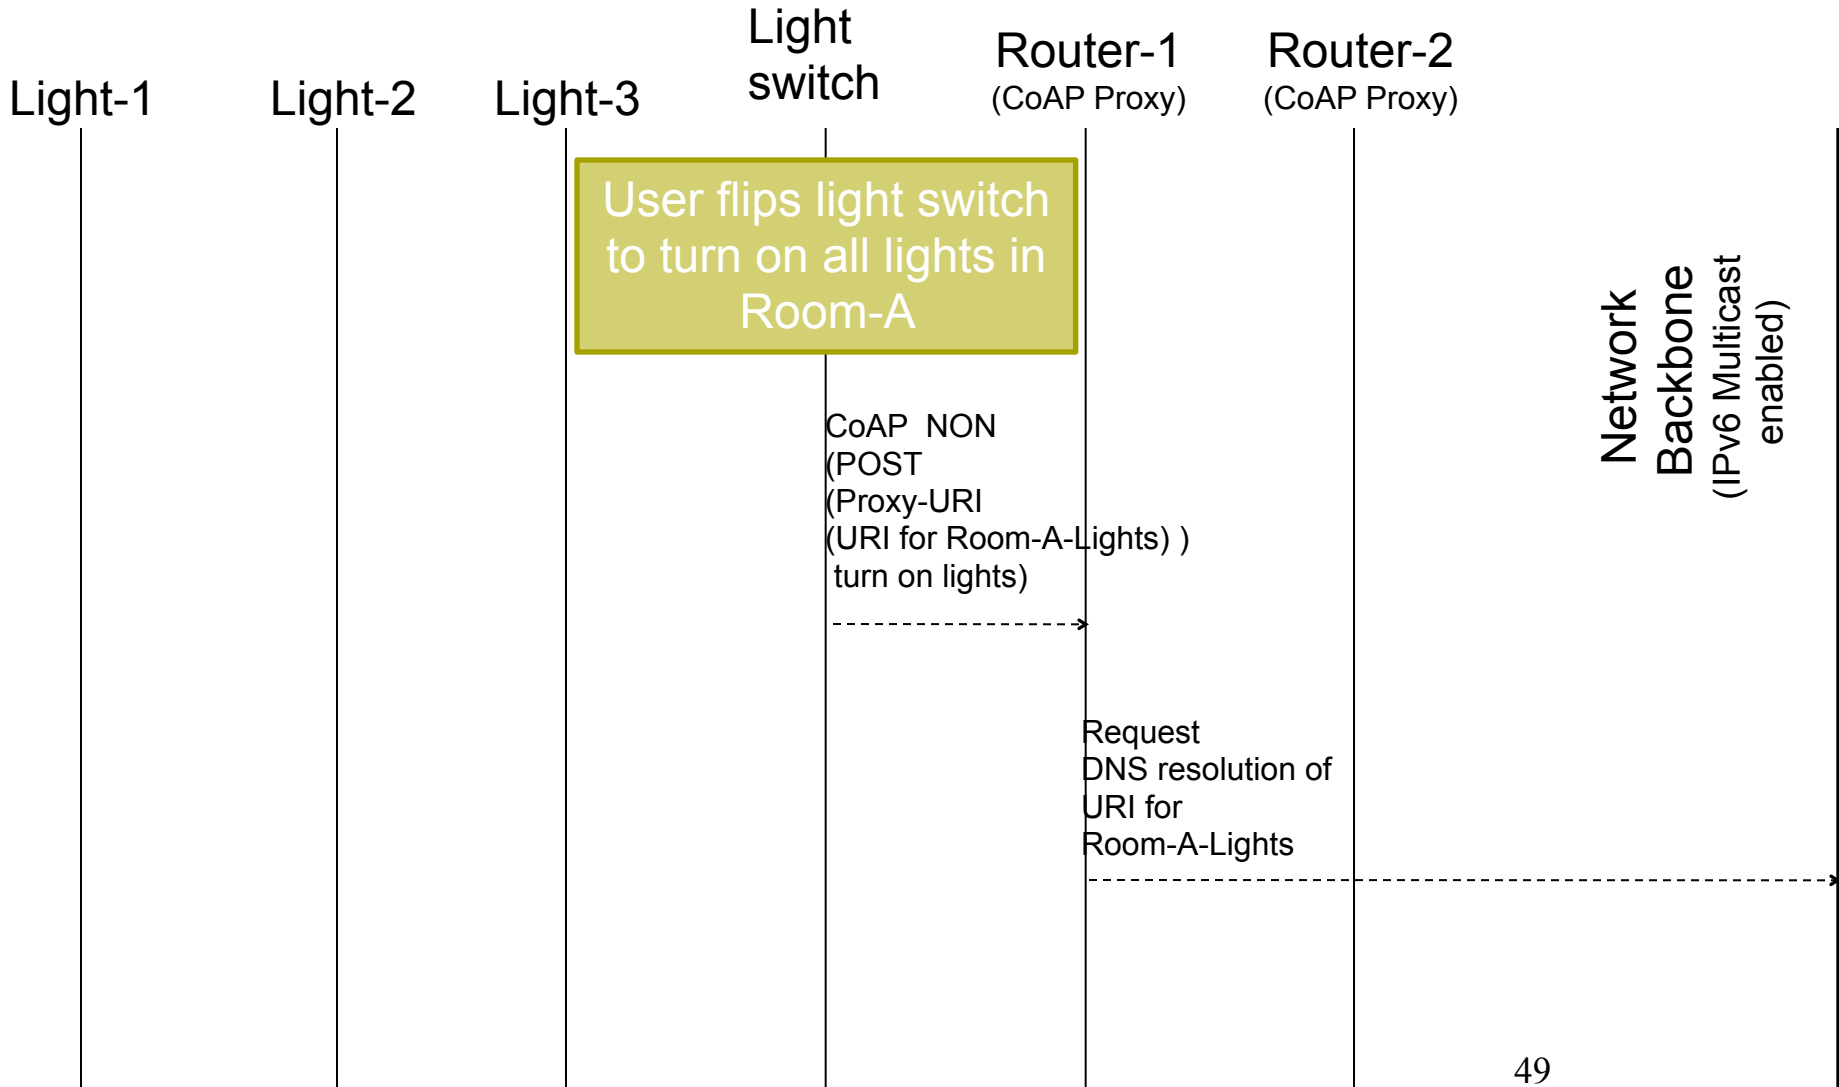 Light-1
Light-2
Light-3
Light
switch
Router-1
(CoAP Proxy)
Router-2
(CoAP Proxy)
User flips light switch
to turn on all lights in
Room-A
Network
Backbone
(IPv6 Multicast
enabled)
CoAP  NON
(POST
(Proxy-URI
(URI for Room-A-Lights) )
turn on lights)
Request
DNS resolution of
URI for
Room-A-Lights
49